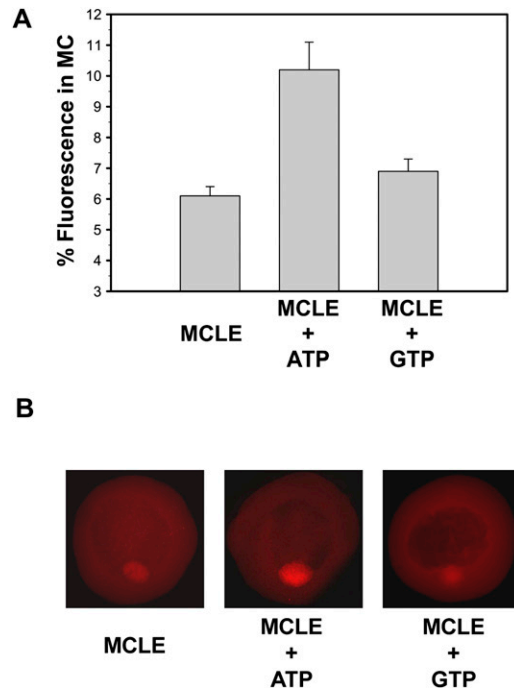 A
% Fluorescence in MC
12
11
10
9
8
7
6
5
4
3
MCLE
MCLE
+
ATP
MCLE
+
GTP
B
MCLE
MCLE
+
ATP
MCLE
+
GTP